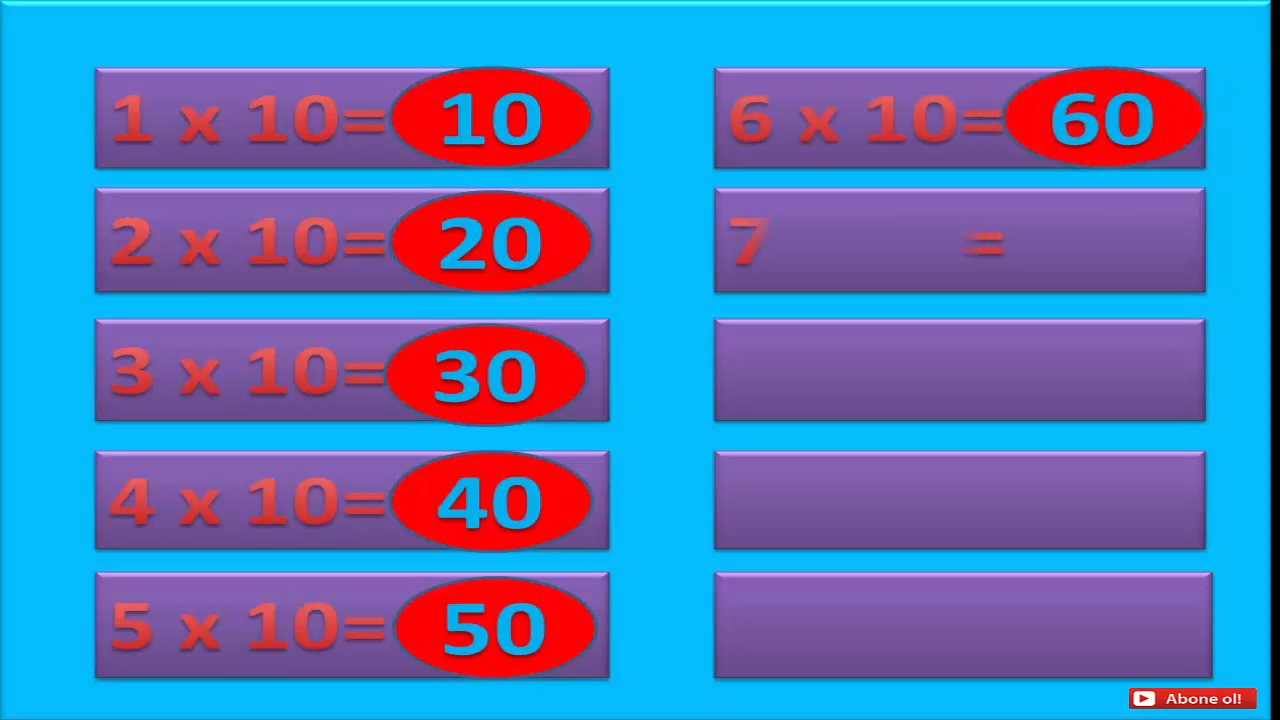 1 x 10= 10
2 x 10= 20
3 x 10= 30
4 x 10= 40
5 x 10= 50
6 x 10= 60
7 =
Abone ol!